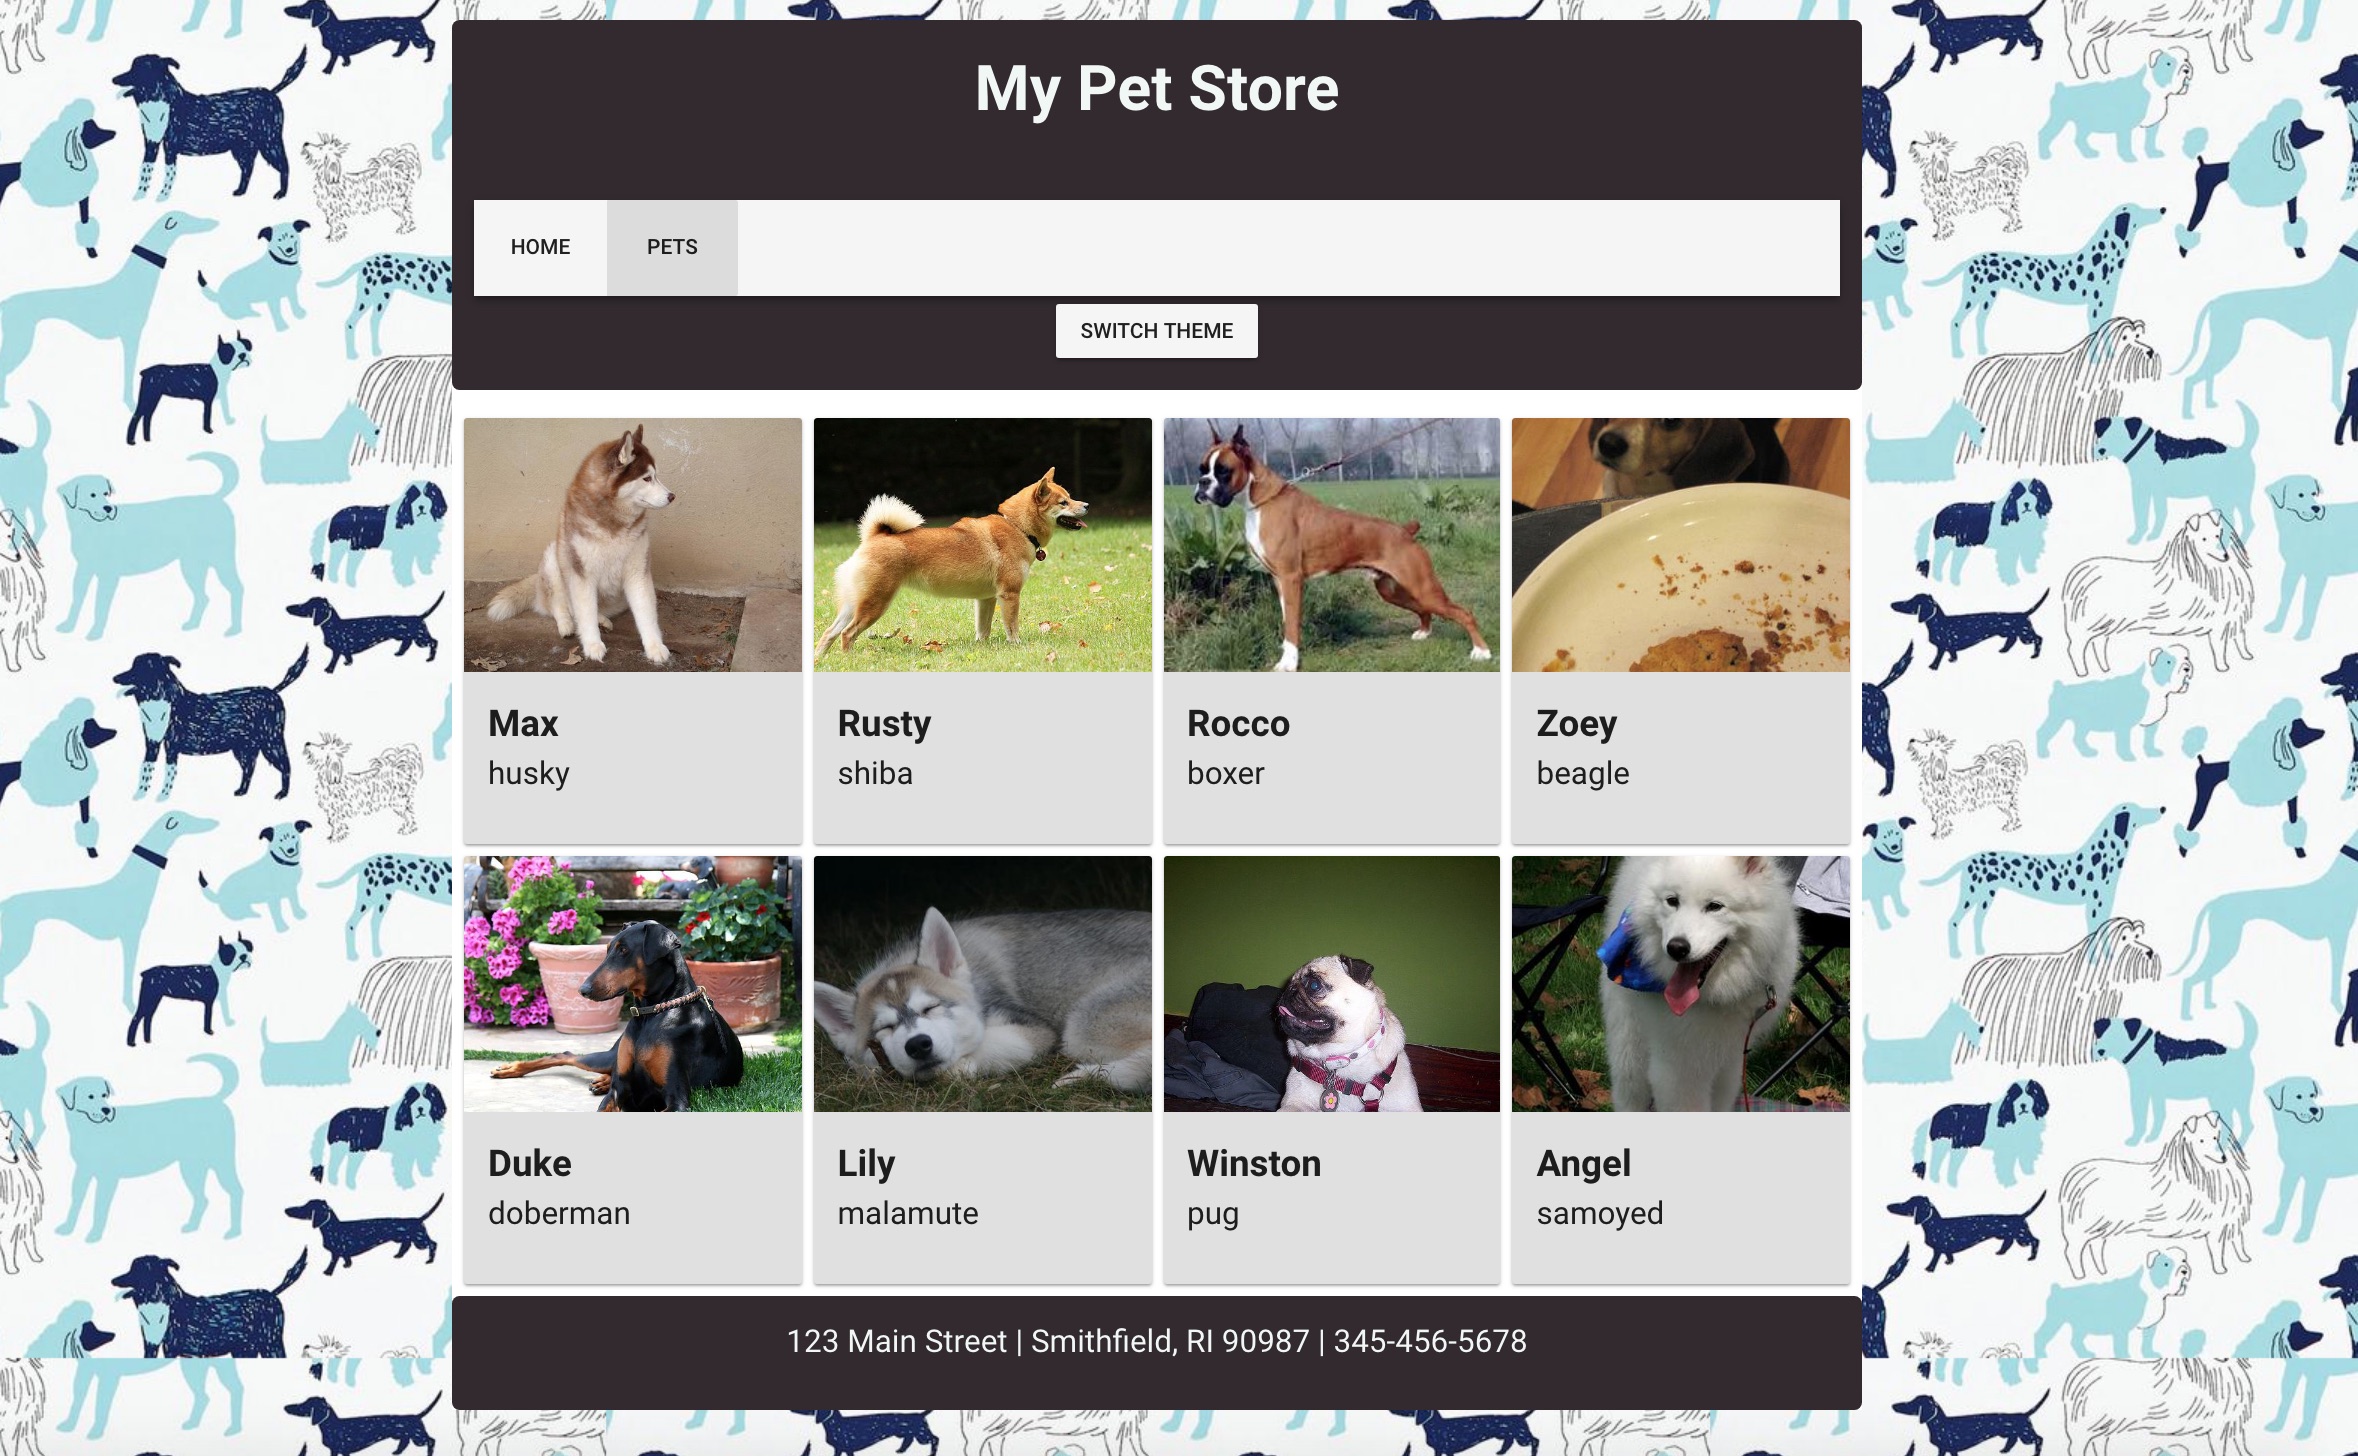 My Pet Store
HOME PETS
SWITCH THEME
Max
husky
Rusty
shiba
Rocco
boxer
Zoey
beagle
Duke
doberman
Lily
malamute
Winston
pug
Angel
samoyed
123 Main Street | Smithfield, RI 90987 | 345-456-5678